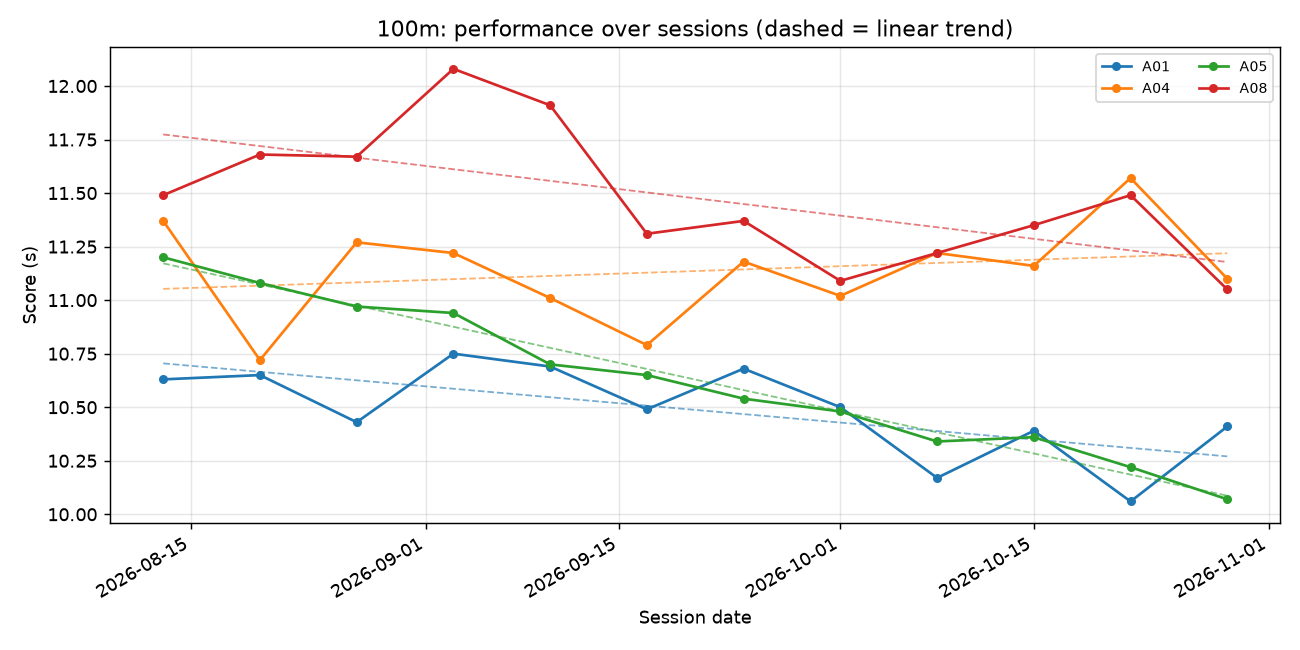 100m: performance over sessions (dashed = linear trend)
A01 A05
A04 A08
12.00
11.75
11.50
11.25
11.00
10.75
10.50
10.25
10.00
Score (s)
2026-08-15 2026-09-01 2026-09-15 2026-10-01 2026-10-15 2026-11-01
Session date